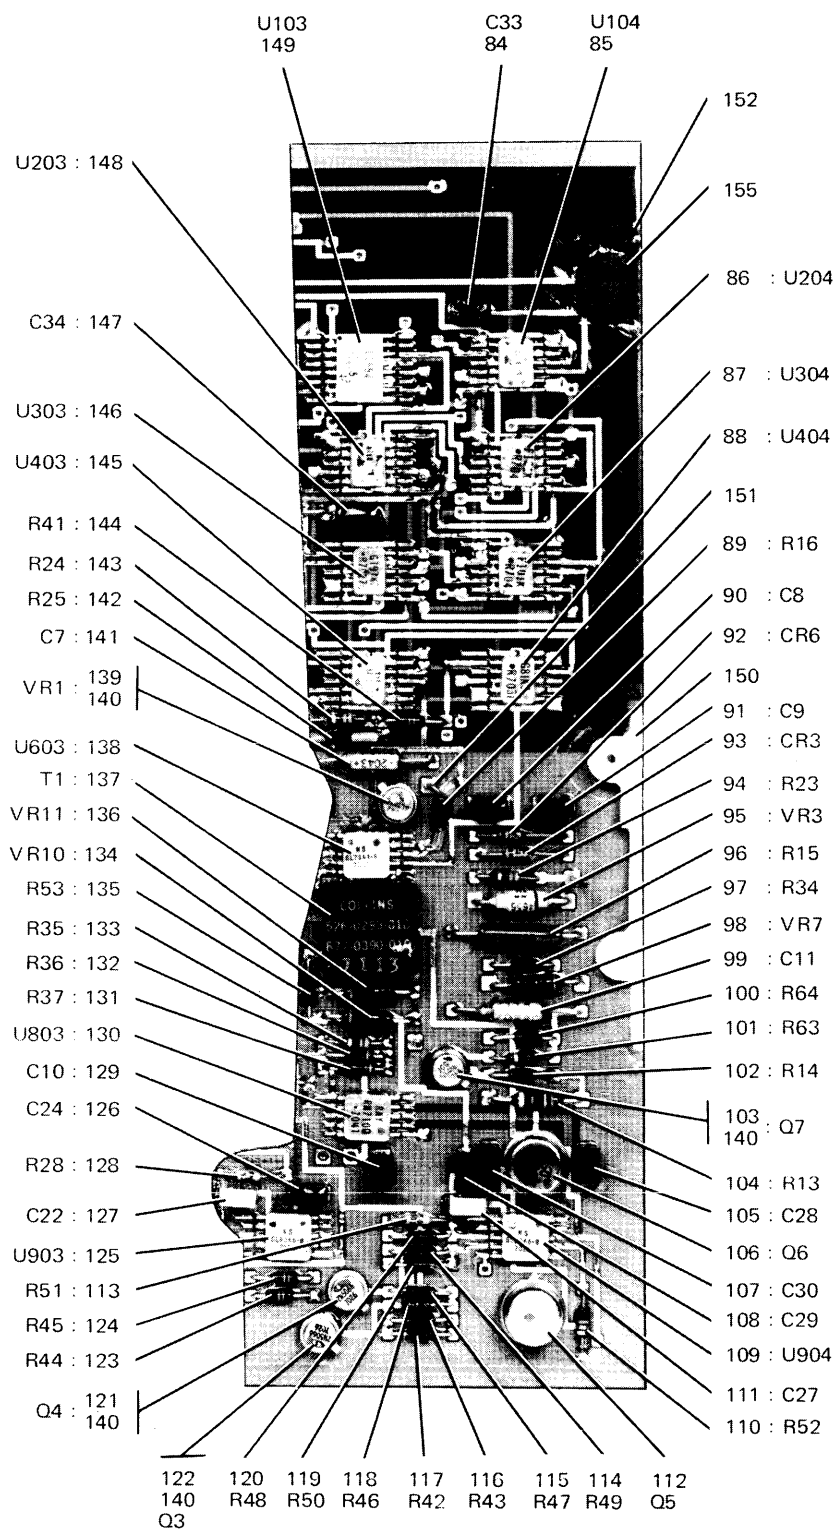 U103
149
C33
84
U104
85
152
155
86 : U204
87 : U304
88 : U404
151
89 : R16
90 : C8
92 : CR6
150
91 : C9
93 : CR3
94 : R23
95 : VR3
96 : R15
97 : R34
98 : VR7
99 : C11
100 : R64
101 : R63
102 : R14
103
140 : Q7
104 : R13
105 : C28
106 : Q6
107 : C30
108 : C29
109 : U904
111 : C27
110 : R52
U203 : 148
C34 : 147
U303 : 146
U403 : 145
R41 : 144
R24 : 143
R25 : 142
C7 : 141
VR1 : 139
140
U603 : 138
T1 : 137
VR11 : 136
VR10 : 134
R53 : 135
R35 : 133
R36 : 132
R37 : 131
U803 : 130
C10 : 129
C24 : 126
R28 : 128
C22 : 127
U903 : 125
R51 : 113
R45 : 124
R44 : 123
Q4 : 121
140
122
140
Q3
120
R48
119
R50
118
R46
117
R42
116
R43
115
R47
114
R49
112
Q5
COLLINS
1113